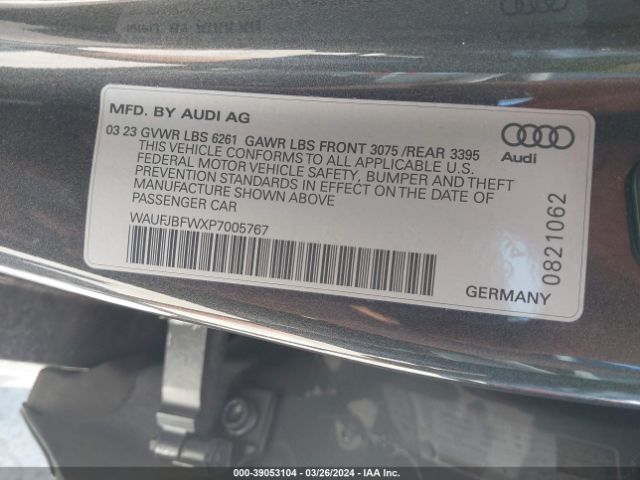 MFD. BY AUDI AG
03 23 GVWR LBS 6261 GAWR LBS FRONT 3075 /REAR 3395
THIS VEHICLE CONFORMS TO ALL APPLICABLE U.S.
FEDERAL MOTOR VEHICLE SAFETY, BUMPER AND THEFT
PREVENTION STANDARDS IN EFFECT ON THE DATE OF
MANUFACTURE SHOWN ABOVE
PASSENGER CAR
WAUFJBFWXP7005767
Audi
0821062
GERMANY
000-39053104 | 03/26/2024 | IAA Inc.